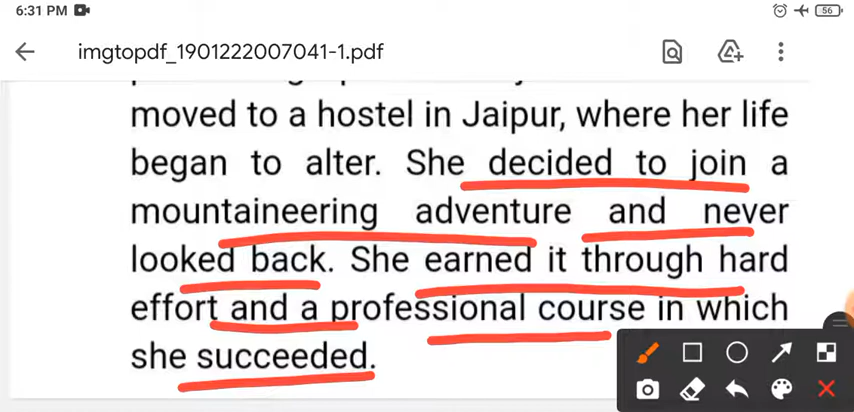 6:31 PM
56
imgtopdf_1901222007041-1.pdf
moved to a hostel in Jaipur, where her life
began to alter. She decided to join a
mountaineering adventure and never
looked back. She earned it through hard
effort and a professional course in which
she succeeded.